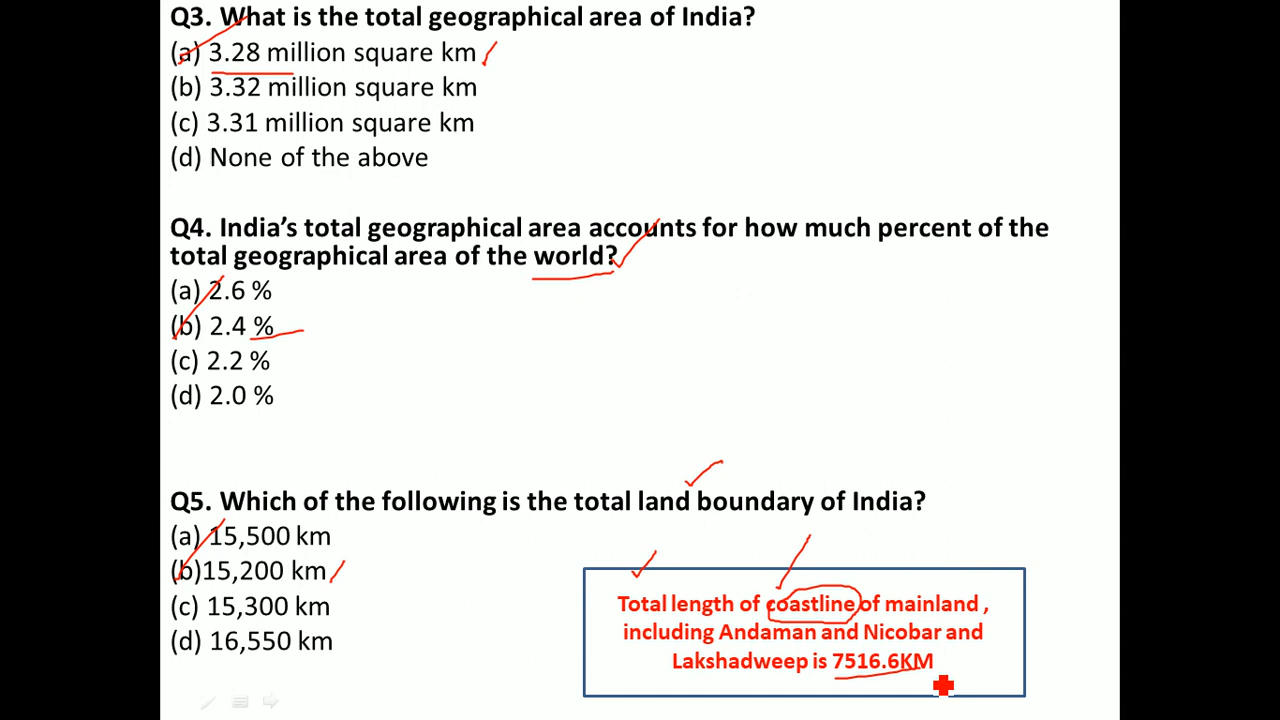 Q3. What is the total geographical area of India?
(a) 3.28 million square km
(b) 3.32 million square km
(c) 3.31 million square km
(d) None of the above
Q4. India's total geographical area accounts for how much percent of the
total geographical area of the world?
(a) 2.6 %
(b) 2.4 %
(c) 2.2 %
(d) 2.0 %
Q5. Which of the following is the total land boundary of India?
(a) 15,500 km
(b)15,200 km
(c) 15,300 km
(d) 16,550 km
Total length of coastline of mainland ,
including Andaman and Nicobar and
Lakshadweep is 7516.6KM